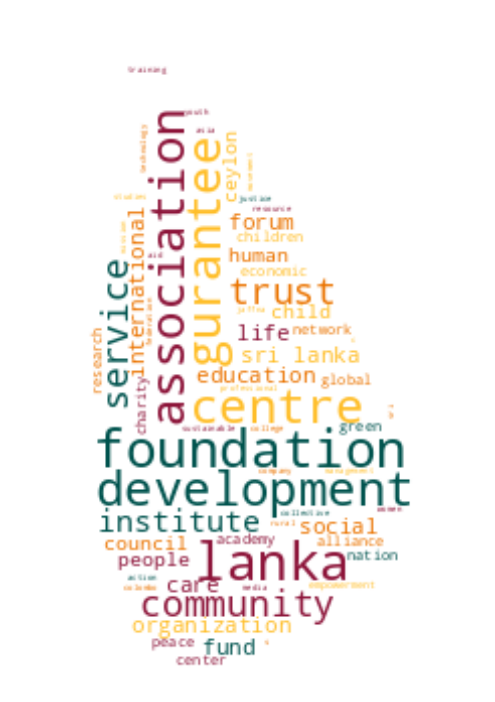 training
youth
asia
technology
association
gurantee
ceylon
studies
justice
resource
international
forum
children
human
aid
economic
service
trust
federation
jaffna
child
life
network
research
sri lanka
education
global
professional
charity
centre
sustainable
college
green
foundation
company
management
development
women
collective
institute
rural
social
council
academy
alliance
people
lanka
nation
action
care
media
empowerment
colombo
community
organization
peace
fund
center